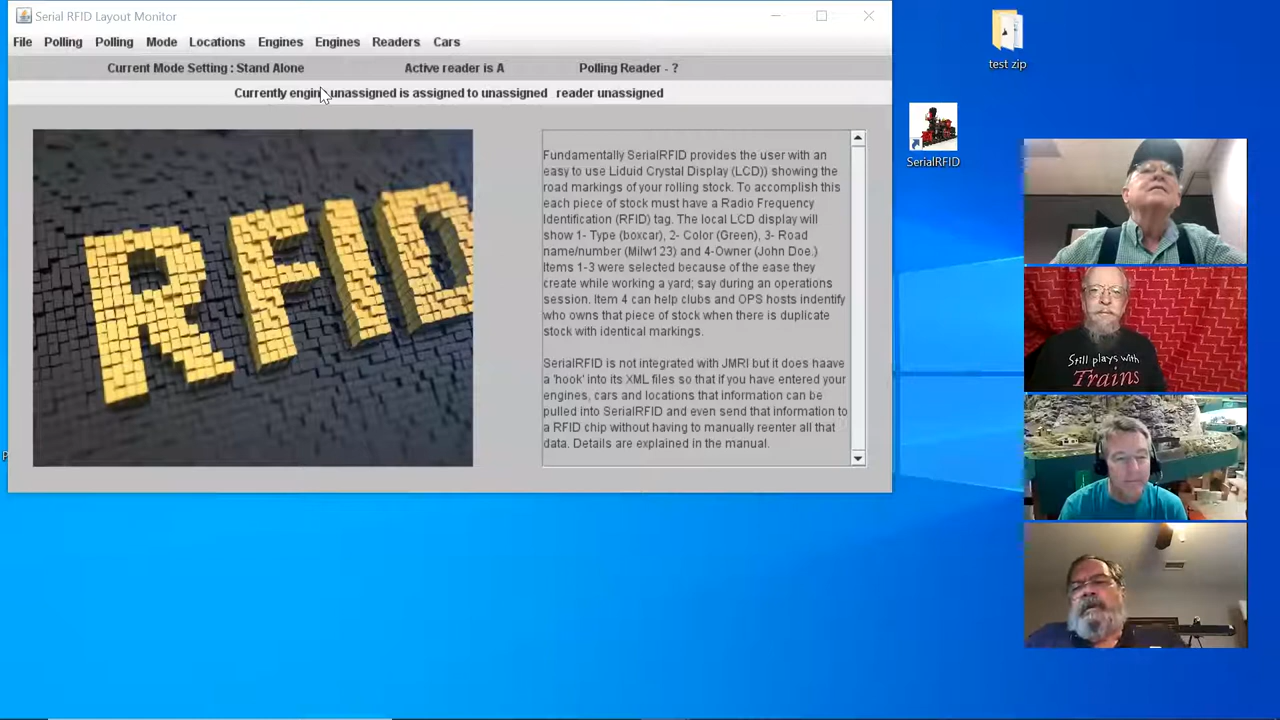 Serial RFID Layout Monitor
File Polling Polling Mode Locations Engines Engines Readers Cars
Current Mode Setting : Stand Alone Active reader is A Polling Reader - ?
Currently engine unassigned is assigned to unassigned reader unassigned
RFID
Fundamentally SerialRFID provides the user with an
easy to use Liduid Crystal Display (LCD)) showing the
road markings of your rolling stock. To accomplish this
each piece of stock must have a Radio Frequency
Identification (RFID) tag. The local LCD display will
show 1- Type (boxcar), 2- Color (Green), 3- Road
name/number (Milw123) and 4-Owner (John Doe.)
Items 1-3 were selected because of the ease they
create while working a yard; say during an operations
session. Item 4 can help clubs and OPS hosts indentify
who owns that piece of stock when there is duplicate
stock with identical markings.
SerialRFID is not integrated with JMRI but it does haave
a 'hook' into its XML files so that if you have entered your
engines, cars and locations that information can be
pulled into SerialRFID and even send that information to
a RFID chip without having to manually reenter all that
data. Details are explained in the manual.
test zip
SerialRFID
Still plays with
Trains